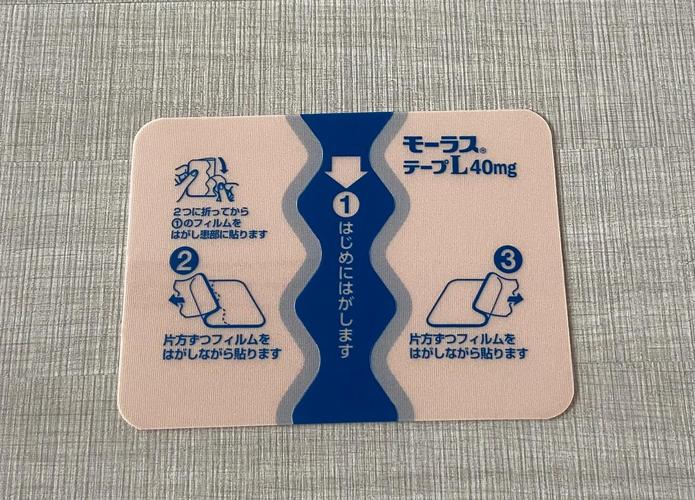 モーラス®
テープL40mg
2つに折ってから
①のフィルムを
はがし患部に貼ります
①はじめにはがします
②
片方ずつフィルムを
はがしながら貼ります
③
片方ずつフィルムを
はがしながら貼ります